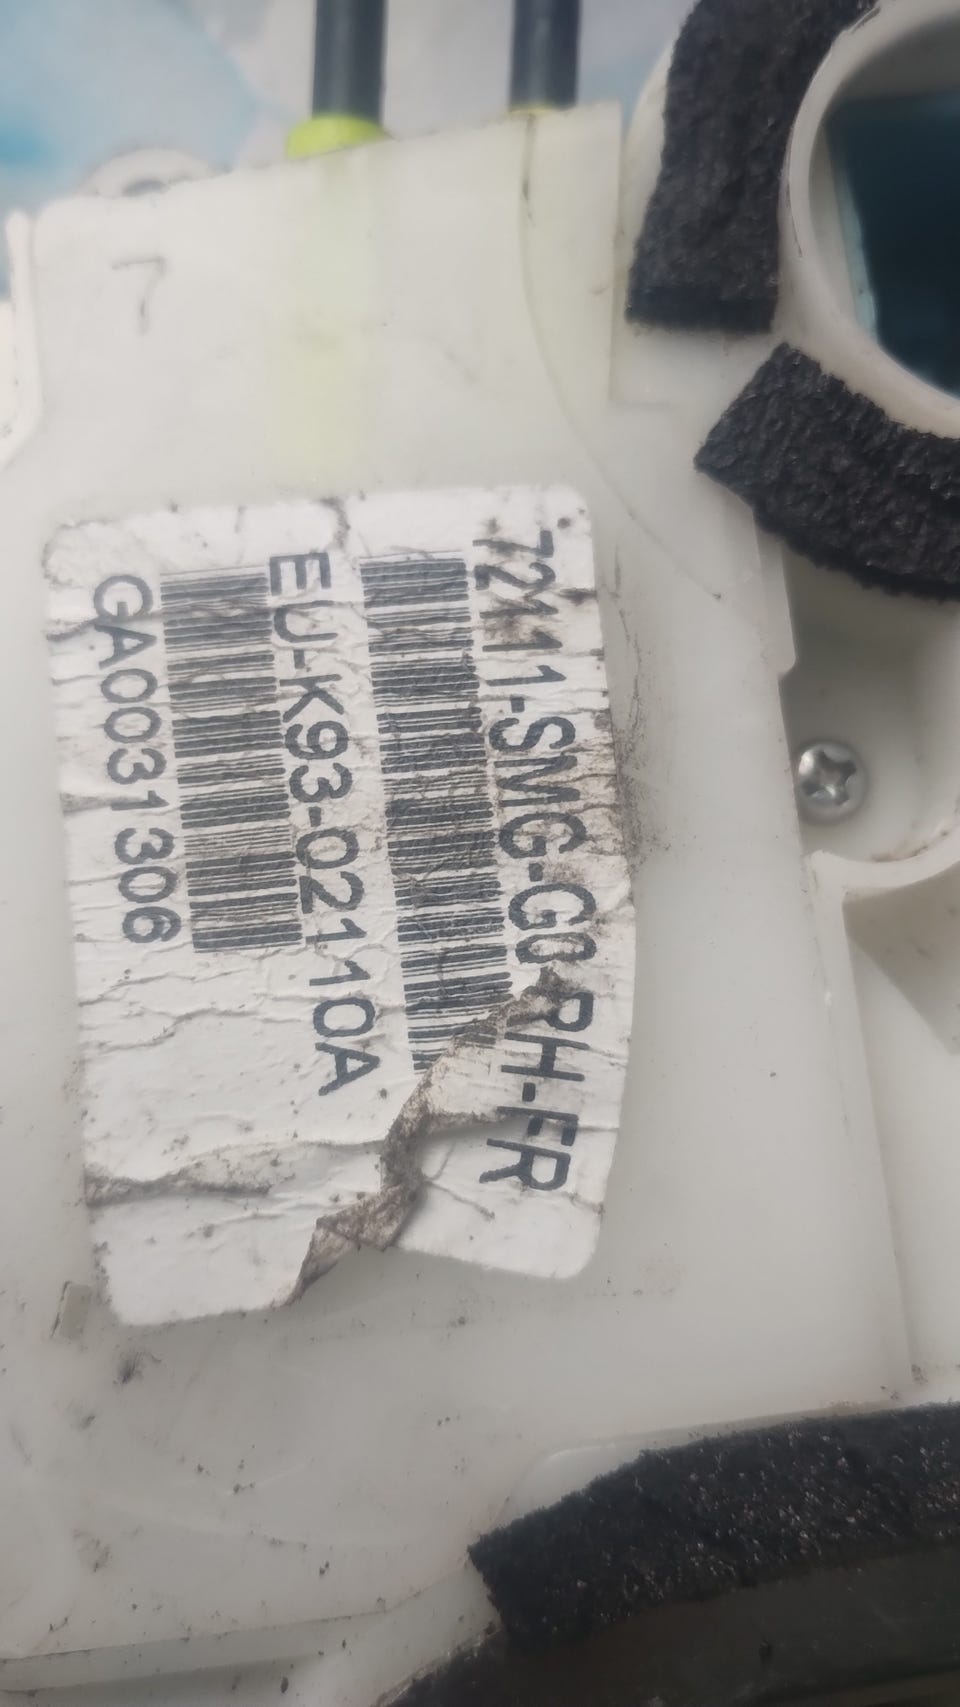 7
72111-SMG-G0-RH-FR
EU-K93-02110A
GA0031306